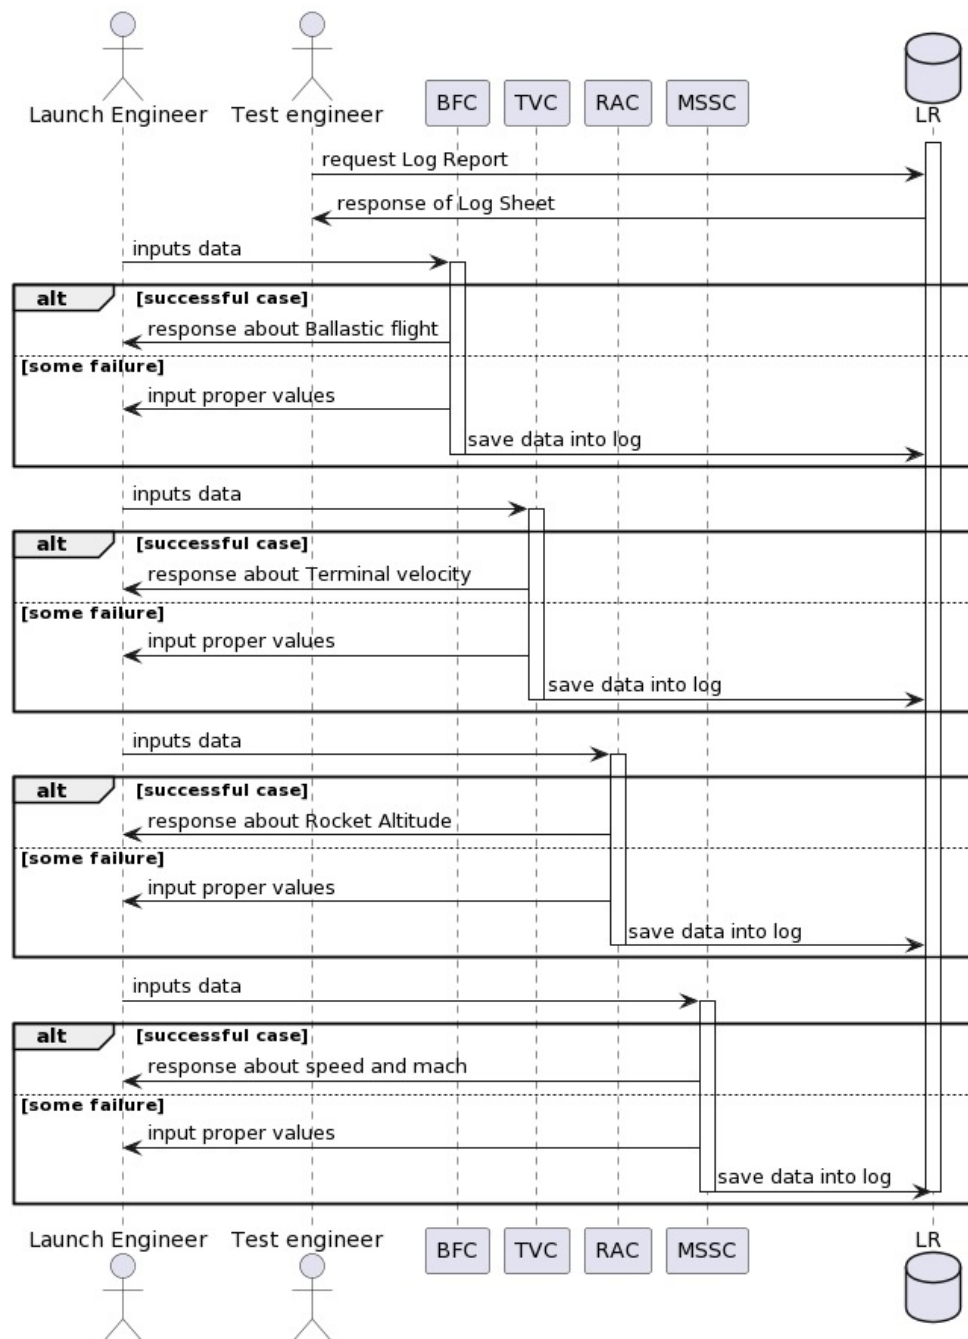 Launch Engineer
Test engineer
BFC
TVC
RAC
MSSC
LR
request Log Report
response of Log Sheet
inputs data
alt
[successful case]
response about Ballastic flight
[some failure]
input proper values
save data into log
inputs data
alt
[successful case]
response about Terminal velocity
[some failure]
input proper values
save data into log
inputs data
alt
[successful case]
response about Rocket Altitude
[some failure]
input proper values
save data into log
inputs data
alt
[successful case]
response about speed and mach
[some failure]
input proper values
save data into log
Launch Engineer
Test engineer
BFC
TVC
RAC
MSSC
LR